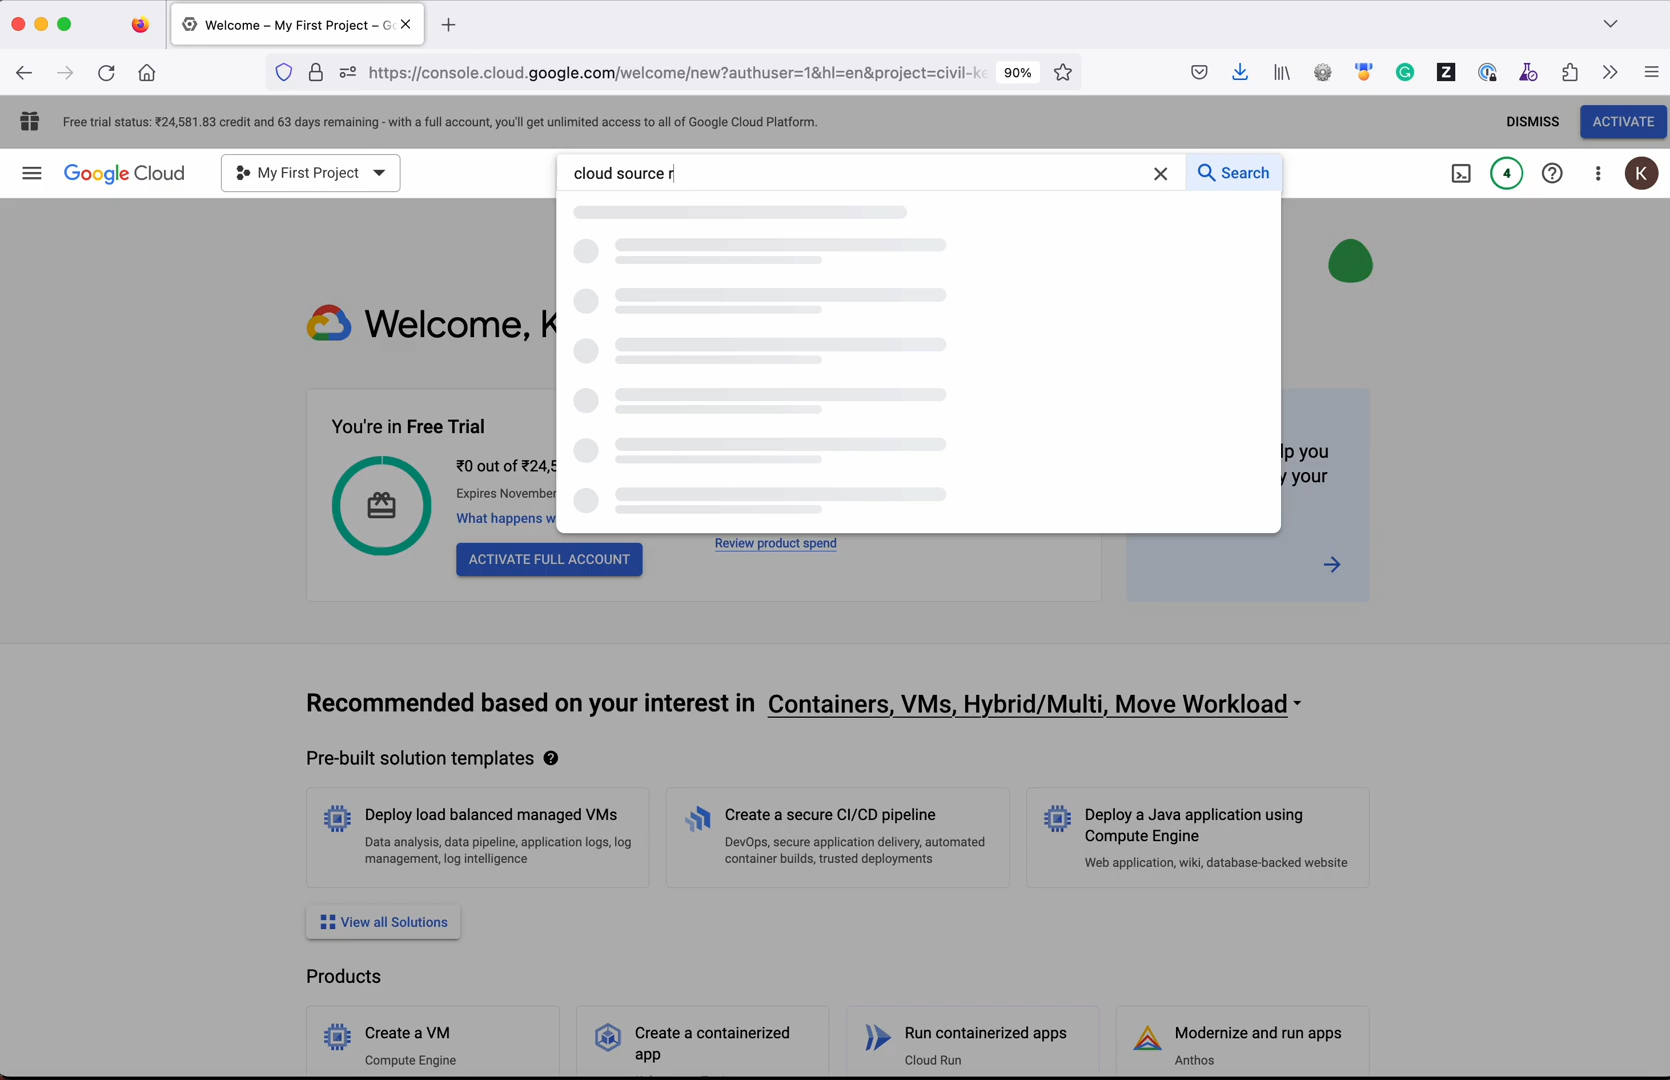 Welcome – My First Project – Go
https://console.cloud.google.com/welcome/new?authuser=1&hl=en&project=civil-ke
90%
Free trial status: ₹24,581.83 credit and 63 days remaining - with a full account, you'll get unlimited access to all of Google Cloud Platform.
DISMISS
ACTIVATE
Google Cloud
My First Project
cloud source r
Search
4
K
Welcome, K
You're in Free Trial
₹0 out of ₹24,5
Expires November
What happens w
ACTIVATE FULL ACCOUNT
Review product spend
lp you
y your
Recommended based on your interest in Containers, VMs, Hybrid/Multi, Move Workload
Pre-built solution templates
Deploy load balanced managed VMs
Data analysis, data pipeline, application logs, log
management, log intelligence
Create a secure CI/CD pipeline
DevOps, secure application delivery, automated
container builds, trusted deployments
Deploy a Java application using
Compute Engine
Web application, wiki, database-backed website
View all Solutions
Products
Create a VM
Compute Engine
Create a containerized
app
Run containerized apps
Cloud Run
Modernize and run apps
Anthos